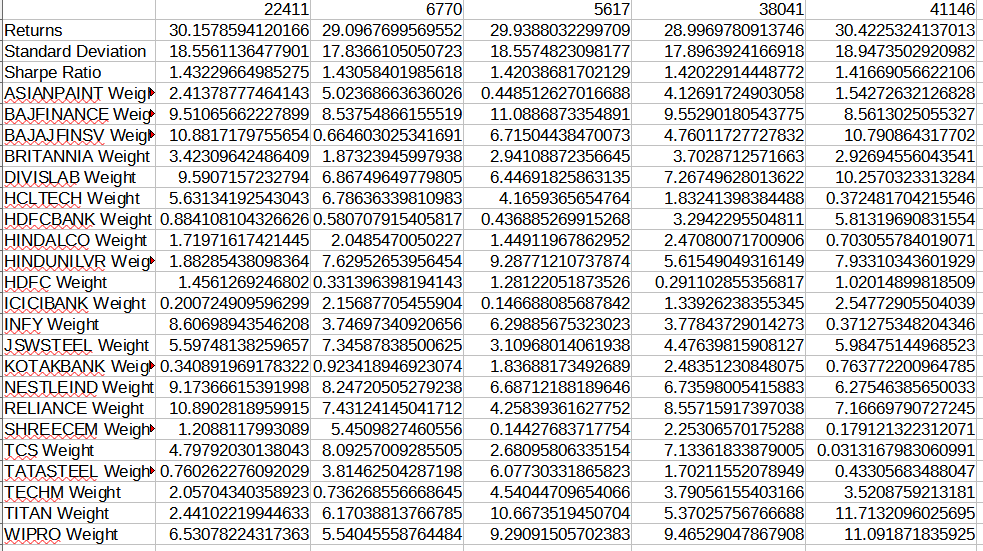 22411 6770 5617 38041 41146
Returns 30.1578594120166 29.0967699569552 29.9388032299709 28.9969780913746 30.4225324137013
Standard Deviation 18.5561136477901 17.8366105050723 18.5574823098177 17.8963924166918 18.9473502920982
Sharpe Ratio 1.43229664985275 1.43058401985618 1.42038681702129 1.42022914448772 1.41669056622106
ASIANPAINT Weig 2.41378777464143 5.02368663636026 0.448512627016688 4.12691724903058 1.54272632126828
BAJFINANCE Weig 9.51065662227899 8.53754866155519 11.0886873354891 9.55290180543775 8.5613025055327
BAJAJFINSV Weig 10.8817179755654 0.664603025341691 6.71504438470073 4.76011727727832 10.790864317702
BRITANNIA Weight 3.42309642486409 1.87323945997938 2.94108872356645 3.7028712571663 2.92694556043541
DIVISLAB Weight 9.5907157232794 6.86749649779805 6.44691825863135 7.26749628013622 10.2570323313284
HCLTECH Weight 5.63134192543043 6.78636339810983 4.1659365654764 1.83241398384488 0.372481704215546
HDFCBANK Weight 0.884108104326626 0.580707915405817 0.436885269915268 3.2942295504811 5.81319690831554
HINDALCO Weight 1.71971617421445 2.0485470050227 1.44911967862952 2.47080071700906 0.703055784019071
HINDUNILVR Weig 1.88285438098364 7.62952653956454 9.28771210737874 5.61549049316149 7.93310343601929
HDFC Weight 1.4561269246802 0.331396398194143 1.28122051873526 0.291102855356817 1.02014899818509
ICICIBANK Weight 0.200724909596299 2.15687705455904 0.146688085687842 1.33926238355345 2.54772905504039
INFY Weight 8.60698943546208 3.74697340920656 6.29885675323023 3.77843729014273 0.371275348204346
JSWSTEEL Weight 5.59748138259657 7.34587838500625 3.10968014061938 4.47639815908127 5.98475144968523
KOTAKBANK Weig 0.340891969178322 0.923418946923074 1.83688173492689 2.48351230848075 0.763772200964785
NESTLEIND Weight 9.17366615391998 8.24720505279238 6.68712188189646 6.73598005415883 6.27546385650033
RELIANCE Weight 10.8902818959915 7.43124145041712 4.25839361627752 8.55715917397038 7.16669790727245
SHREECEM Weigh 1.2088117993089 5.4509827460556 0.14427683717754 2.25306570175288 0.179121322312071
TCS Weight 4.79792030138043 8.09257009285505 2.68095806335154 7.13361833879005 0.0313167983060991
TATASTEEL Weigh 0.760262276092029 3.81462504287198 6.07730331865823 1.70211552078949 0.43305683488047
TECHM Weight 2.05704340358923 0.736268556668645 4.54044709654066 3.79056155403166 3.5208759213181
TITAN Weight 2.44102219944633 6.17038813766785 10.6673519450704 5.37025756766688 11.7132096025695
WIPRO Weight 6.53078224317363 5.54045558764484 9.29091505702383 9.46529047867908 11.091871835925